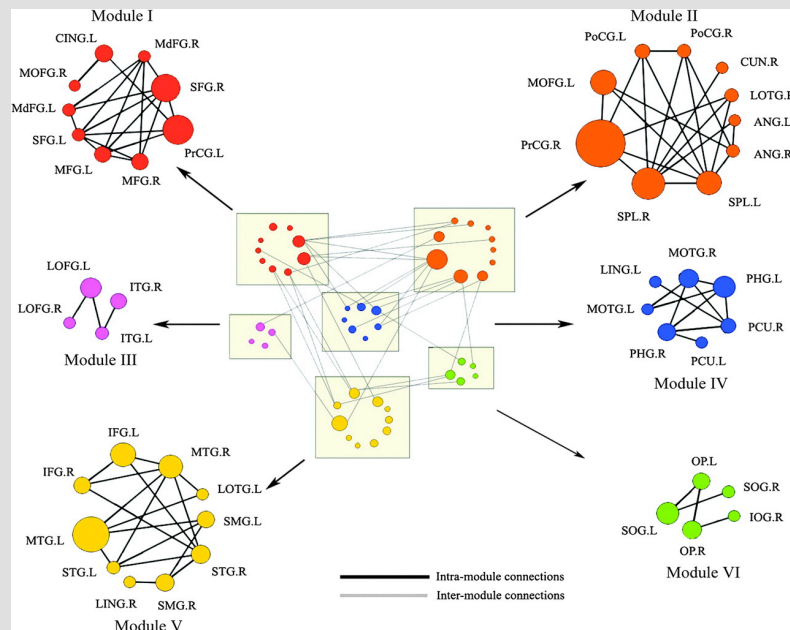 Module I
CING.L
MdFG.R
MOFG.R
SFG.R
MdFG.L
SFG.L
PrCG.L
MFG.L
MFG.R
Module II
PoCG.L
PoCG.R
CUN.R
MOFG.L
LOTG.R
ANG.L
PrCG.R
ANG.R
SPL.L
SPL.R
LOFG.L
ITG.R
LOFG.R
ITG.L
Module III
MOTG.R
LING.L
PHG.L
MOTG.L
PCU.R
PHG.R
PCU.L
Module IV
IFG.L
MTG.R
IFG.R
LOTG.L
SMG.L
MTG.L
STG.R
STG.L
LING.R
SMG.R
Module V
OP.L
SOG.R
IOG.R
SOG.L
OP.R
Module VI
Intra-module connections
Inter-module connections